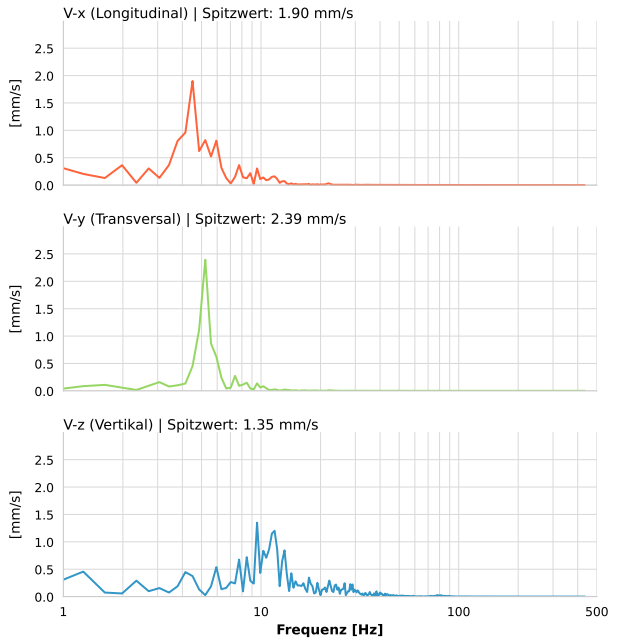 V-x (Longitudinal) | Spitzwert: 1.90 mm/s
[mm/s]
2.5
2.0
1.5
1.0
0.5
0.0
V-y (Transversal) | Spitzwert: 2.39 mm/s
[mm/s]
2.5
2.0
1.5
1.0
0.5
0.0
V-z (Vertikal) | Spitzwert: 1.35 mm/s
[mm/s]
2.5
2.0
1.5
1.0
0.5
0.0
1 10 100 500
Frequenz [Hz]